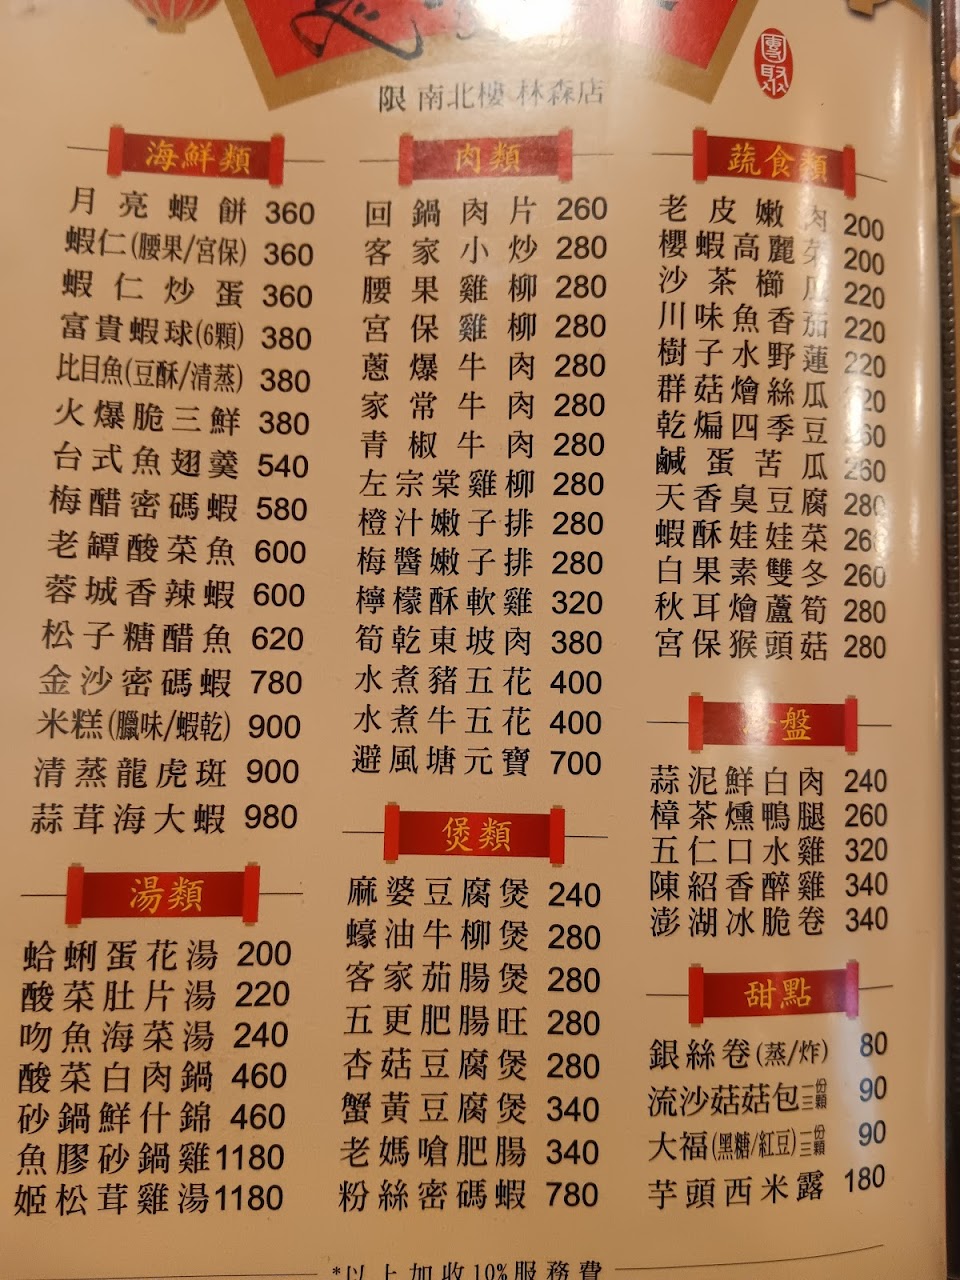 團聚
限 南北樓 林森店
海鮮類
月亮蝦餅 360
蝦仁(腰果/宮保) 360
蝦仁炒蛋 360
富貴蝦球(6顆) 380
比目魚(豆酥/清蒸) 380
火爆脆三鮮 380
台式魚翅羹 540
梅醋密碼蝦 580
老罈酸菜魚 600
蓉城香辣蝦 600
松子糖醋魚 620
金沙密碼蝦 780
米糕(臘味/蝦乾) 900
清蒸龍虎斑 900
蒜茸海大蝦 980
湯類
蛤蜊蛋花湯 200
酸菜肚片湯 220
吻魚海菜湯 240
酸菜白肉鍋 460
砂鍋鮮什錦 460
魚膠砂鍋雞 1180
姬松茸雞湯 1180
肉類
回鍋肉片 260
客家小炒 280
腰果雞柳 280
宮保雞柳 280
蔥爆牛肉 280
家常牛肉 280
青椒牛肉 280
左宗棠雞柳 280
橙汁嫩子排 280
梅醬嫩子排 280
檸檬酥軟雞 320
筍乾東坡肉 380
水煮豬五花 400
水煮牛五花 400
避風塘元寶 700
煲類
麻婆豆腐煲 240
蠔油牛柳煲 280
客家茄腸煲 280
五更肥腸旺 280
杏菇豆腐煲 280
蟹黃豆腐煲 340
老媽嗆肥腸 340
粉絲密碼蝦 780
蔬食類
老皮嫩肉 200
櫻蝦高麗菜 200
沙茶櫛瓜 220
川味魚香茄 220
樹子水野蓮 220
群菇燴絲瓜 20
乾煸四季豆 60
鹹蛋苦瓜 260
天香臭豆腐 280
蝦酥娃娃菜 26
白果素雙冬 260
秋耳燴蘆筍 280
宮保猴頭菇 280
盤
蒜泥鮮白肉 240
樟茶燻鴨腿 260
五仁口水雞 320
陳紹香醉雞 340
澎湖冰脆卷 340
甜點
銀絲卷(蒸/炸) 80
流沙菇菇包一份三顆 90
大福(黑糖/紅豆)一份三顆 90
芋頭西米露 180
*以上加收10%服務費